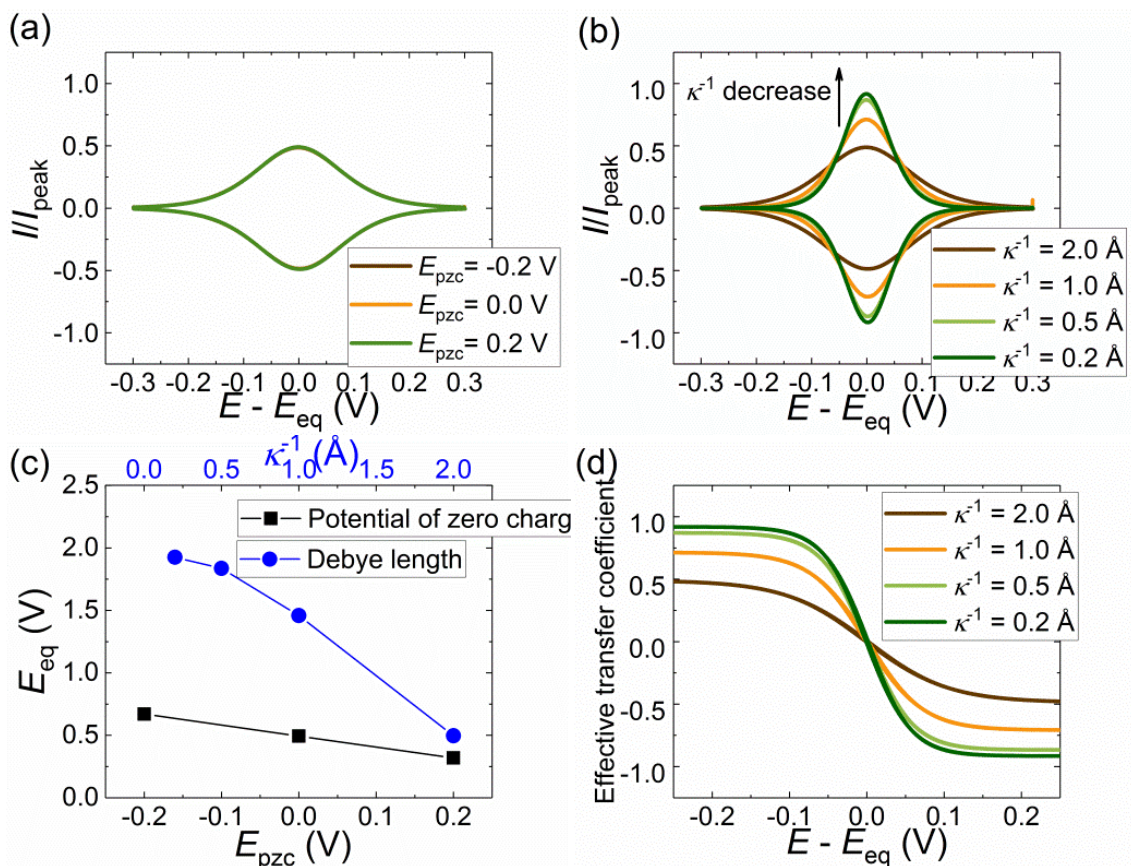 (a)
1.0
0.5
0.0
-0.5
-1.0
I/Ipeak
Epzc= -0.2 V
Epzc= 0.0 V
Epzc= 0.2 V
-0.3 -0.2 -0.1 0.0 0.1 0.2 0.3
E - Eeq (V)
(b)
1.0
0.5
0.0
-0.5
-1.0
I/Ipeak
κ-1 decrease
κ-1 = 2.0 Å
κ-1 = 1.0 Å
κ-1 = 0.5 Å
κ-1 = 0.2 Å
-0.3 -0.2 -0.1 0.0 0.1 0.2 0.3
E - Eeq (V)
(c)
κ-1 (Å)
0.0 0.5 1.0 1.5 2.0
2.5
2.0
1.5
1.0
0.5
0.0
Eeq (V)
Potential of zero charg
Debye length
-0.2 -0.1 0.0 0.1 0.2
Epzc (V)
(d)
1.0
0.5
0.0
-0.5
-1.0
Effective transfer coefficient
κ-1 = 2.0 Å
κ-1 = 1.0 Å
κ-1 = 0.5 Å
κ-1 = 0.2 Å
-0.2 -0.1 0.0 0.1 0.2
E - Eeq (V)